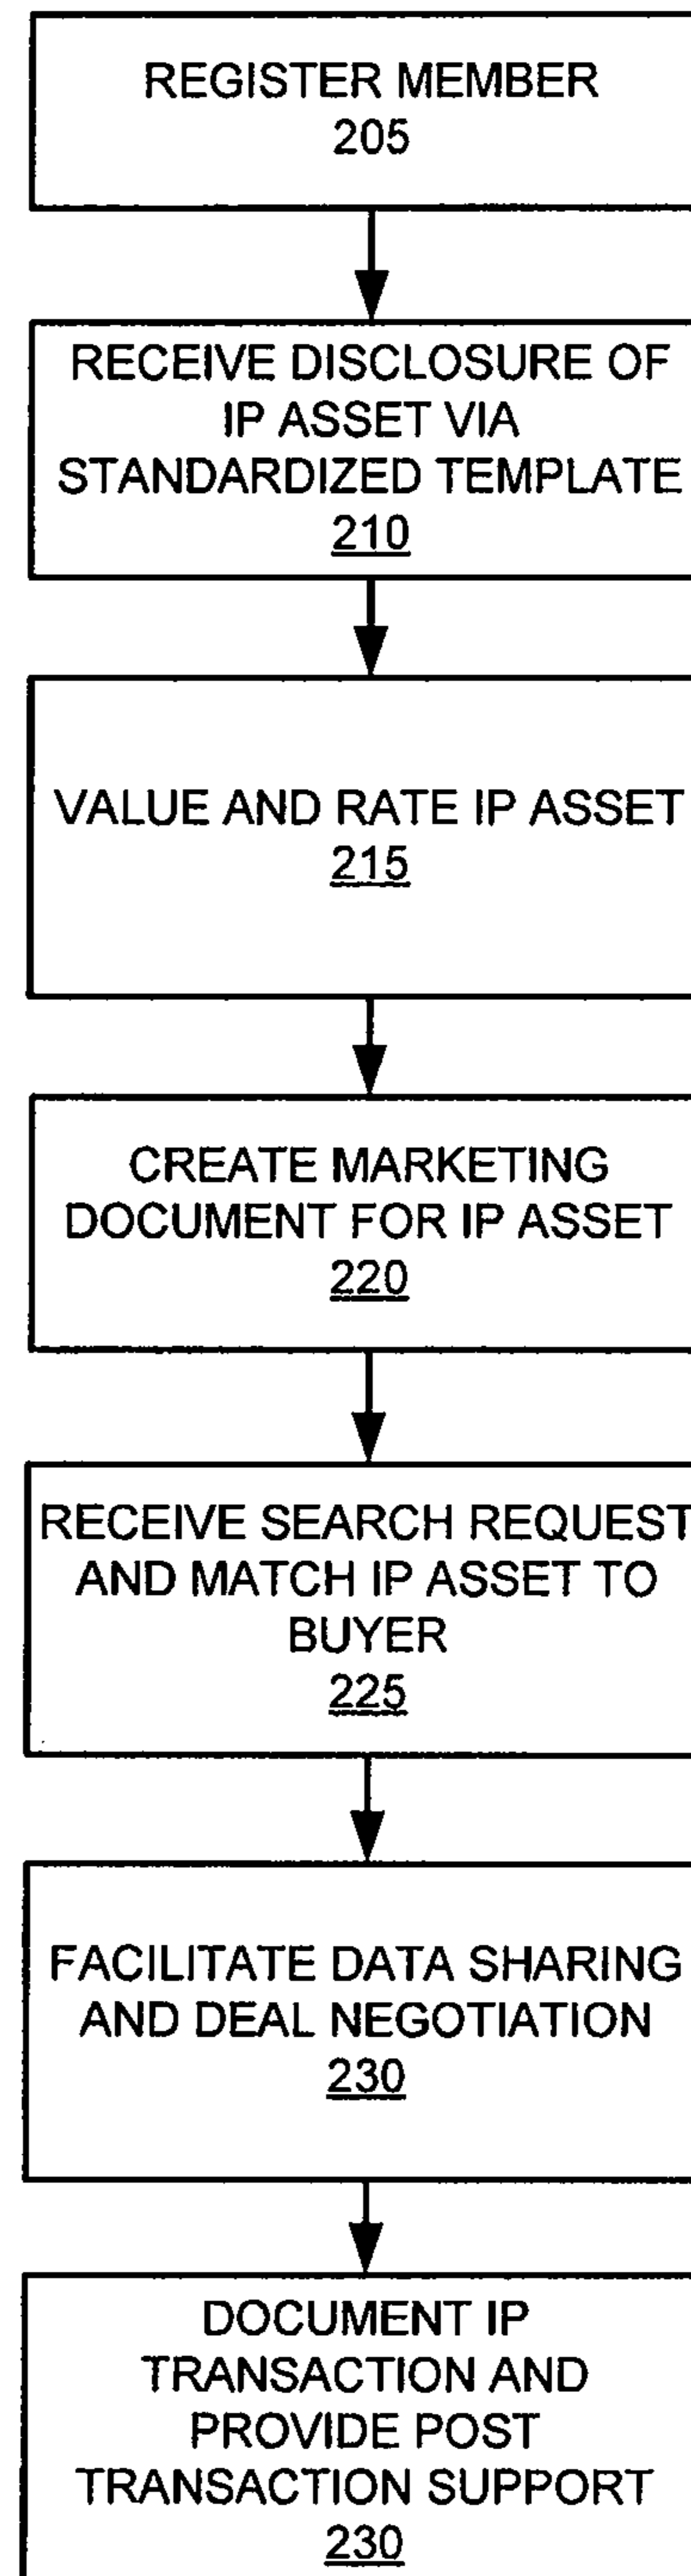 REGISTER MEMBER
205
RECEIVE DISCLOSURE OF
IP ASSET VIA
STANDARDIZED TEMPLATE
210
VALUE AND RATE IP ASSET
215
CREATE MARKETING
DOCUMENT FOR IP ASSET
220
RECEIVE SEARCH REQUEST
AND MATCH IP ASSET TO
BUYER
225
FACILITATE DATA SHARING
AND DEAL NEGOTIATION
230
DOCUMENT IP
TRANSACTION AND
PROVIDE POST
TRANSACTION SUPPORT
230